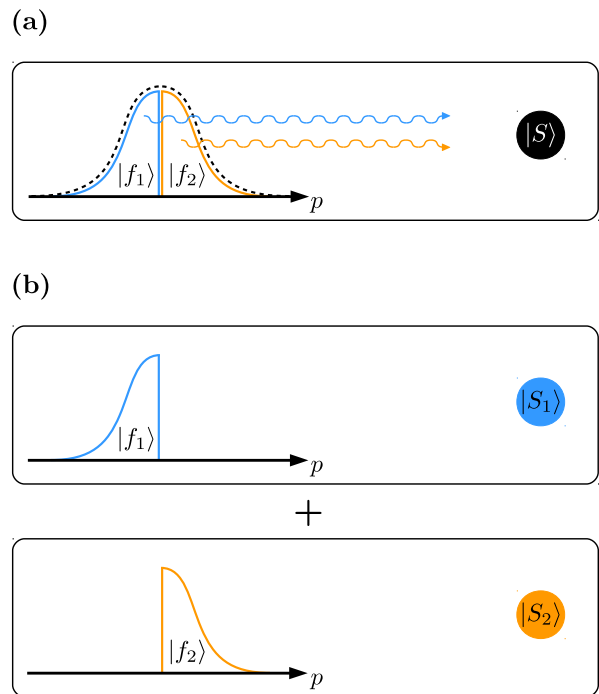 (a)
|S⟩
|f₁⟩ |f₂⟩
p
(b)
|S₁⟩
|f₁⟩
p
+
|S₂⟩
|f₂⟩
p